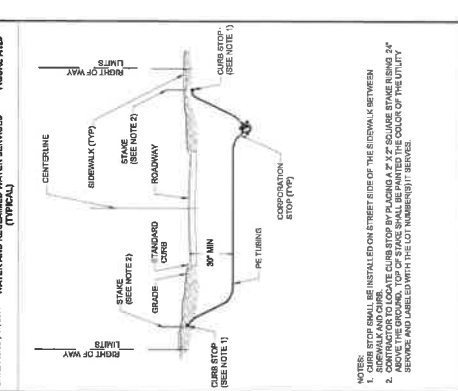 WATER AND RECLAIMED WATER SERVICES
(TYPICAL)
RIGHT OF WAY
LIMITS
CENTERLINE
RIGHT OF WAY
LIMITS
SIDEWALK (TYP)
STAKE
(SEE NOTE 2)
STAKE
(SEE NOTE 2)
GRADE
STANDARD
CURB
ROADWAY
CURB STOP
(SEE NOTE 1)
30" MIN
CURB STOP
(SEE NOTE 1)
PE TUBING
CORPORATION
STOP (TYP)
NOTES:
1. CURB STOP SHALL BE INSTALLED ON STREET SIDE OF THE SIDEWALK BETWEEN
SIDEWALK AND CURB.
2. CONTRACTOR TO LOCATE CURB STOP BY PLACING A 2" X 2" SQUARE STAKE RISING 24"
ABOVE THE GROUND. TOP OF STAKE SHALL BE PAINTED THE COLOR OF THE UTILITY
SERVICE AND LABELED WITH THE LOT NUMBER(S) IT SERVES.